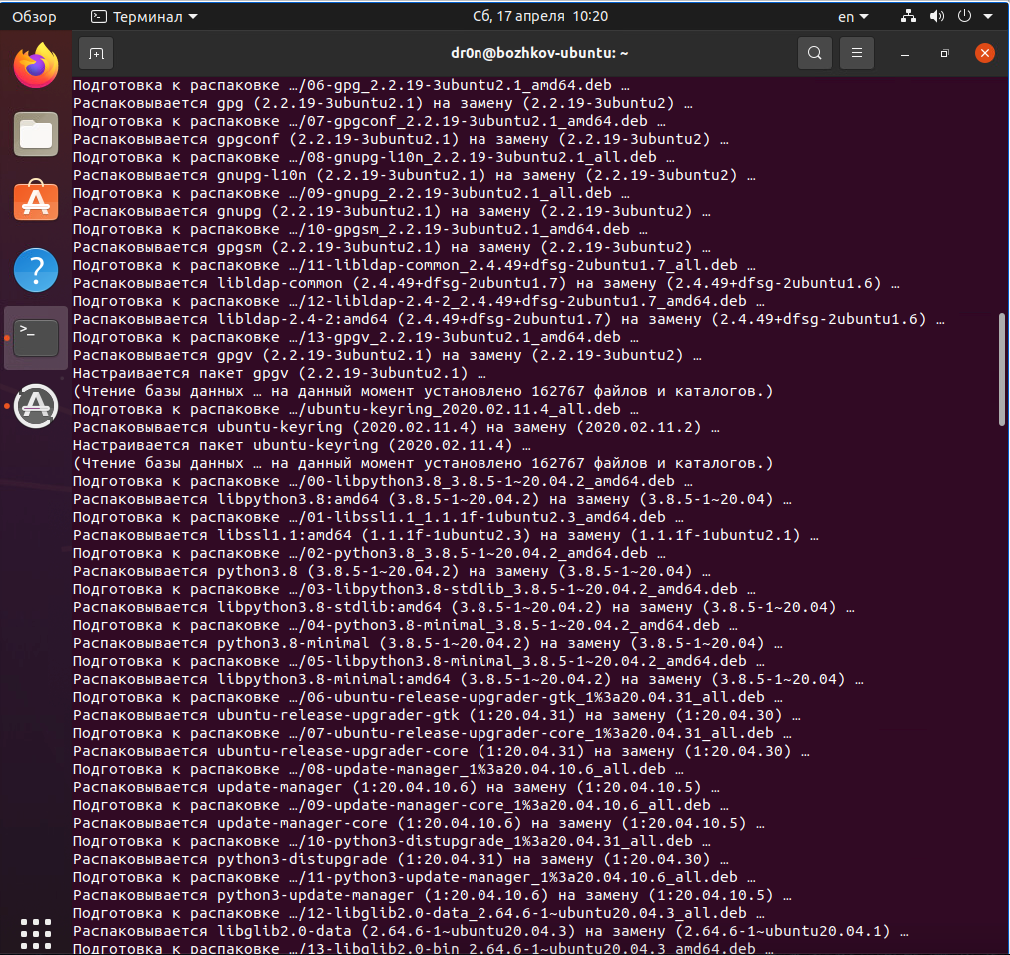 Обзор Терминал Сб, 17 апреля 10:20 en
dr0n@bozhkov-ubuntu: ~
Подготовка к распаковке …/06-gpg_2.2.19-3ubuntu2.1_amd64.deb …
Распаковывается gpg (2.2.19-3ubuntu2.1) на замену (2.2.19-3ubuntu2) …
Подготовка к распаковке …/07-gpgconf_2.2.19-3ubuntu2.1_amd64.deb …
Распаковывается gpgconf (2.2.19-3ubuntu2.1) на замену (2.2.19-3ubuntu2) …
Подготовка к распаковке …/08-gnupg-l10n_2.2.19-3ubuntu2.1_all.deb …
Распаковывается gnupg-l10n (2.2.19-3ubuntu2.1) на замену (2.2.19-3ubuntu2) …
Подготовка к распаковке …/09-gnupg_2.2.19-3ubuntu2.1_all.deb …
Распаковывается gnupg (2.2.19-3ubuntu2.1) на замену (2.2.19-3ubuntu2) …
Подготовка к распаковке …/10-gpgsm_2.2.19-3ubuntu2.1_amd64.deb …
Распаковывается gpgsm (2.2.19-3ubuntu2.1) на замену (2.2.19-3ubuntu2) …
Подготовка к распаковке …/11-libldap-common_2.4.49+dfsg-2ubuntu1.7_all.deb …
Распаковывается libldap-common (2.4.49+dfsg-2ubuntu1.7) на замену (2.4.49+dfsg-2ubuntu1.6) …
Подготовка к распаковке …/12-libldap-2.4-2_2.4.49+dfsg-2ubuntu1.7_amd64.deb …
Распаковывается libldap-2.4-2:amd64 (2.4.49+dfsg-2ubuntu1.7) на замену (2.4.49+dfsg-2ubuntu1.6) …
Подготовка к распаковке …/13-gpgv_2.2.19-3ubuntu2.1_amd64.deb …
Распаковывается gpgv (2.2.19-3ubuntu2.1) на замену (2.2.19-3ubuntu2) …
Настраивается пакет gpgv (2.2.19-3ubuntu2.1) …
(Чтение базы данных … на данный момент установлено 162767 файлов и каталогов.)
Подготовка к распаковке …/ubuntu-keyring_2020.02.11.4_all.deb …
Распаковывается ubuntu-keyring (2020.02.11.4) на замену (2020.02.11.2) …
Настраивается пакет ubuntu-keyring (2020.02.11.4) …
(Чтение базы данных … на данный момент установлено 162767 файлов и каталогов.)
Подготовка к распаковке …/00-libpython3.8_3.8.5-1~20.04.2_amd64.deb …
Распаковывается libpython3.8:amd64 (3.8.5-1~20.04.2) на замену (3.8.5-1~20.04) …
Подготовка к распаковке …/01-libssl1.1_1.1.1f-1ubuntu2.3_amd64.deb …
Распаковывается libssl1.1:amd64 (1.1.1f-1ubuntu2.3) на замену (1.1.1f-1ubuntu2.1) …
Подготовка к распаковке …/02-python3.8_3.8.5-1~20.04.2_amd64.deb …
Распаковывается python3.8 (3.8.5-1~20.04.2) на замену (3.8.5-1~20.04) …
Подготовка к распаковке …/03-libpython3.8-stdlib_3.8.5-1~20.04.2_amd64.deb …
Распаковывается libpython3.8-stdlib:amd64 (3.8.5-1~20.04.2) на замену (3.8.5-1~20.04) …
Подготовка к распаковке …/04-python3.8-minimal_3.8.5-1~20.04.2_amd64.deb …
Распаковывается python3.8-minimal (3.8.5-1~20.04.2) на замену (3.8.5-1~20.04) …
Подготовка к распаковке …/05-libpython3.8-minimal_3.8.5-1~20.04.2_amd64.deb …
Распаковывается libpython3.8-minimal:amd64 (3.8.5-1~20.04.2) на замену (3.8.5-1~20.04) …
Подготовка к распаковке …/06-ubuntu-release-upgrader-gtk_1%3a20.04.31_all.deb …
Распаковывается ubuntu-release-upgrader-gtk (1:20.04.31) на замену (1:20.04.30) …
Подготовка к распаковке …/07-ubuntu-release-upgrader-core_1%3a20.04.31_all.deb …
Распаковывается ubuntu-release-upgrader-core (1:20.04.31) на замену (1:20.04.30) …
Подготовка к распаковке …/08-update-manager_1%3a20.04.10.6_all.deb …
Распаковывается update-manager (1:20.04.10.6) на замену (1:20.04.10.5) …
Подготовка к распаковке …/09-update-manager-core_1%3a20.04.10.6_all.deb …
Распаковывается update-manager-core (1:20.04.10.6) на замену (1:20.04.10.5) …
Подготовка к распаковке …/10-python3-distupgrade_1%3a20.04.31_all.deb …
Распаковывается python3-distupgrade (1:20.04.31) на замену (1:20.04.30) …
Подготовка к распаковке …/11-python3-update-manager_1%3a20.04.10.6_all.deb …
Распаковывается python3-update-manager (1:20.04.10.6) на замену (1:20.04.10.5) …
Подготовка к распаковке …/12-libglib2.0-data_2.64.6-1~ubuntu20.04.3_all.deb …
Распаковывается libglib2.0-data (2.64.6-1~ubuntu20.04.3) на замену (2.64.6-1~ubuntu20.04.1) …
Подготовка к распаковке …/13-libglib2.0-bin_2.64.6-1~ubuntu20.04.3_amd64.deb …